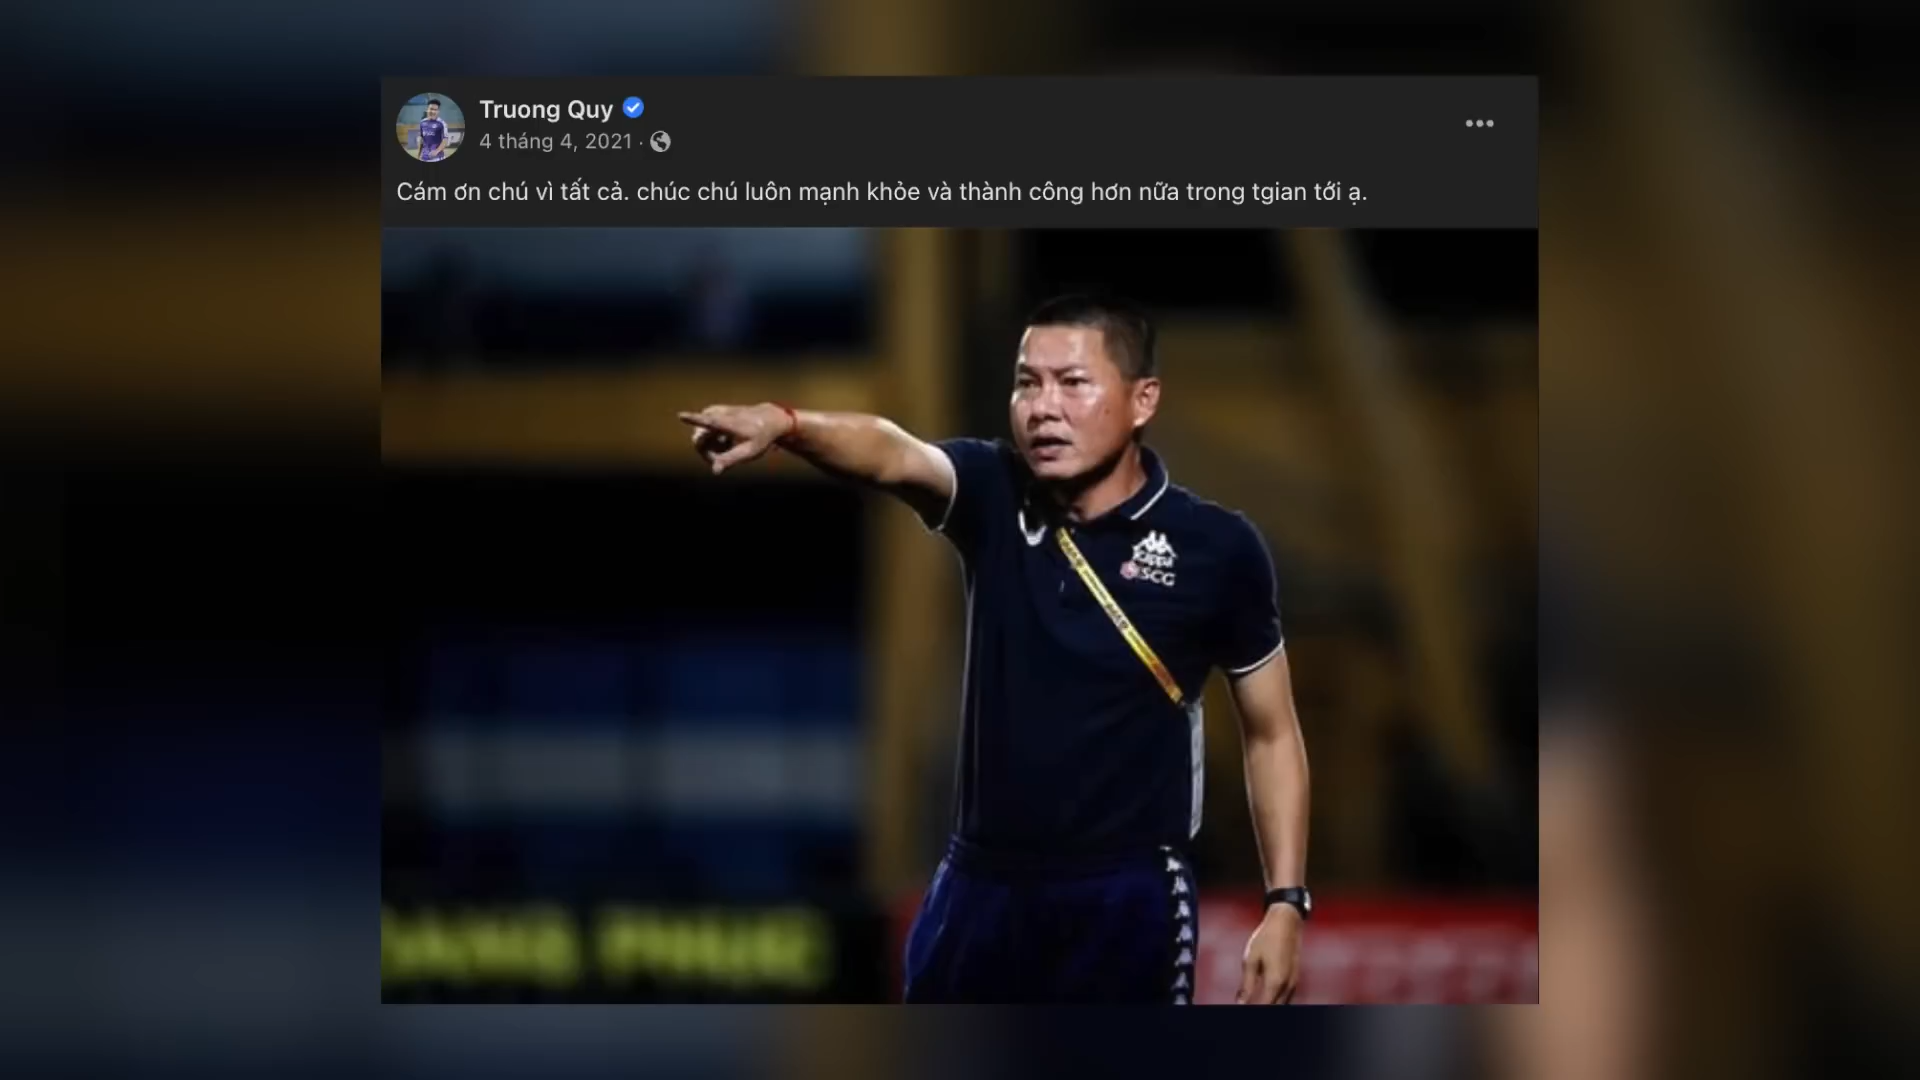 Truong Quy
4 tháng 4, 2021 ·
Cám ơn chú vì tất cả. chúc chú luôn mạnh khỏe và thành công hơn nữa trong tgian tới ạ.
Kappa
SCG